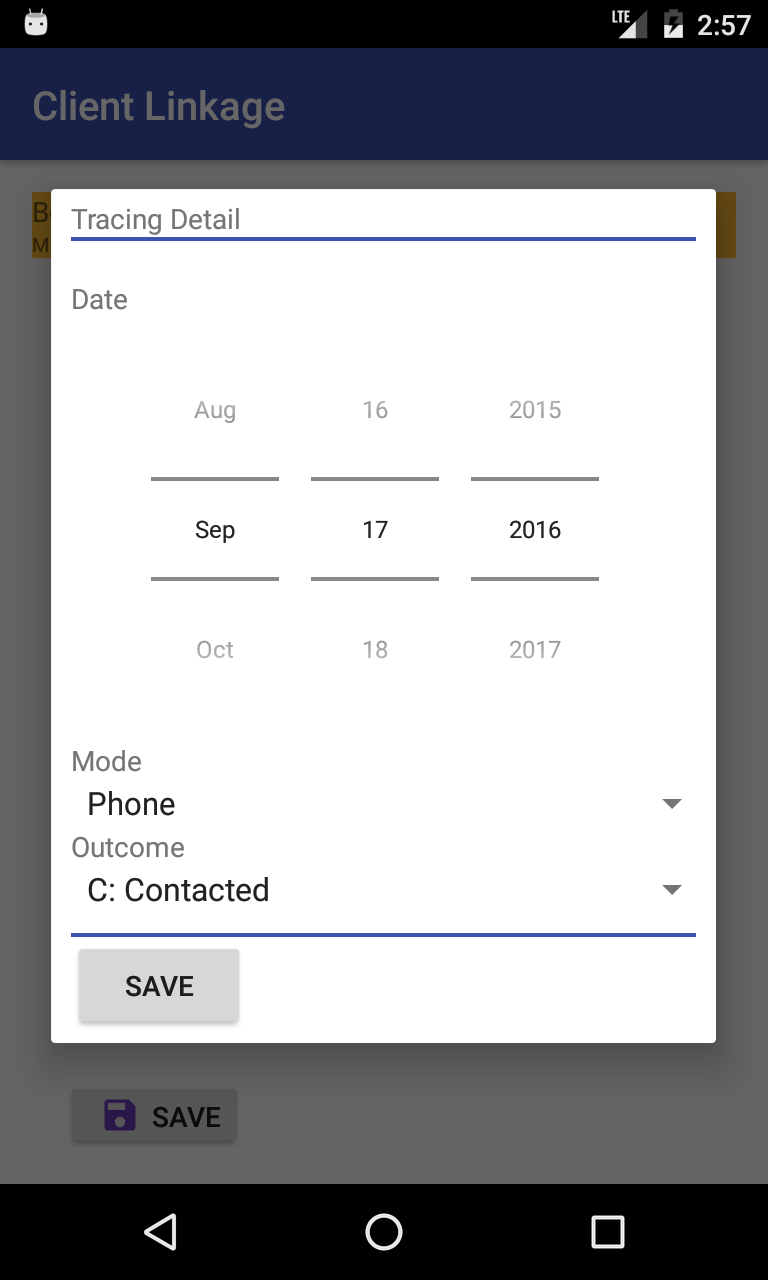 LTE 2:57
Client Linkage
Tracing Detail
Date
Aug 16 2015
Sep 17 2016
Oct 18 2017
Mode
Phone
Outcome
C: Contacted
SAVE
SAVE